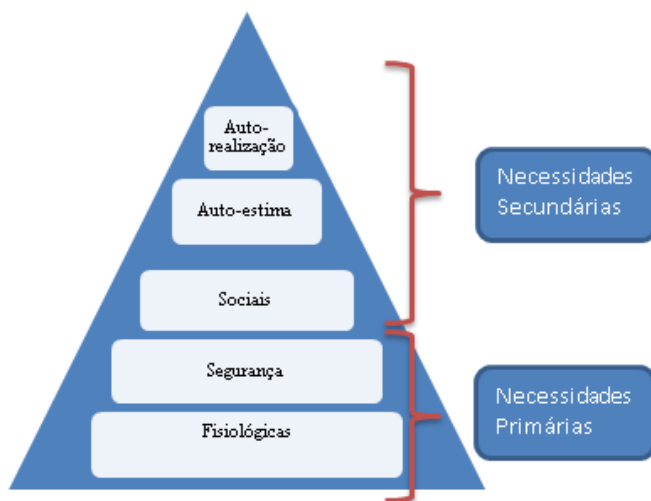 Auto-
realização
Auto-estima
Sociais
Segurança
Fisiológicas
Necessidades
Secundárias
Necessidades
Primárias